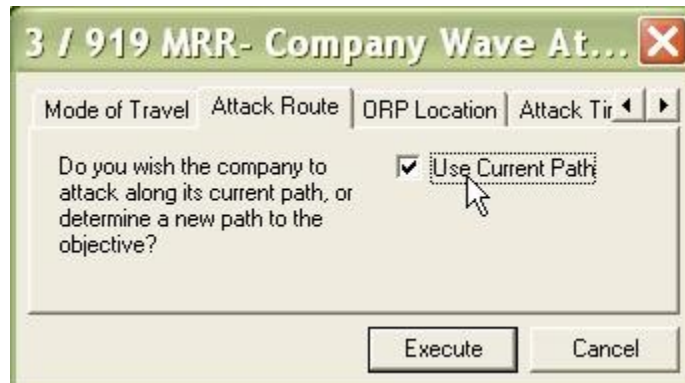 3 / 919 MRR- Company Wave At...
Mode of Travel Attack Route ORP Location Attack Tir
Do you wish the company to
attack along its current path, or
determine a new path to the
objective?
Use Current Path
Execute Cancel